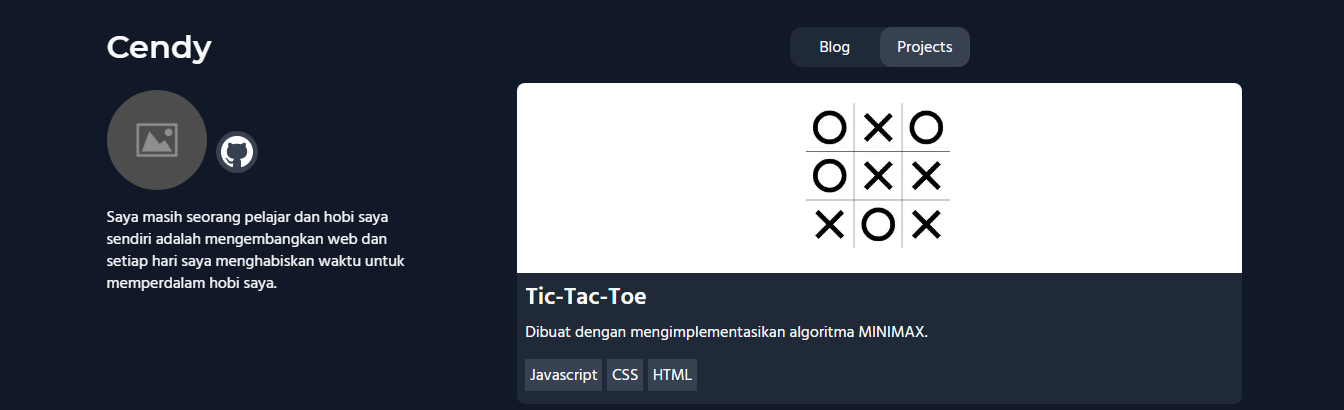 Cendy
Blog
Projects
Saya masih seorang pelajar dan hobi saya
sendiri adalah mengembangkan web dan
setiap hari saya menghabiskan waktu untuk
memperdalam hobi saya.
Tic-Tac-Toe
Dibuat dengan mengimplementasikan algoritma MINIMAX.
Javascript CSS HTML